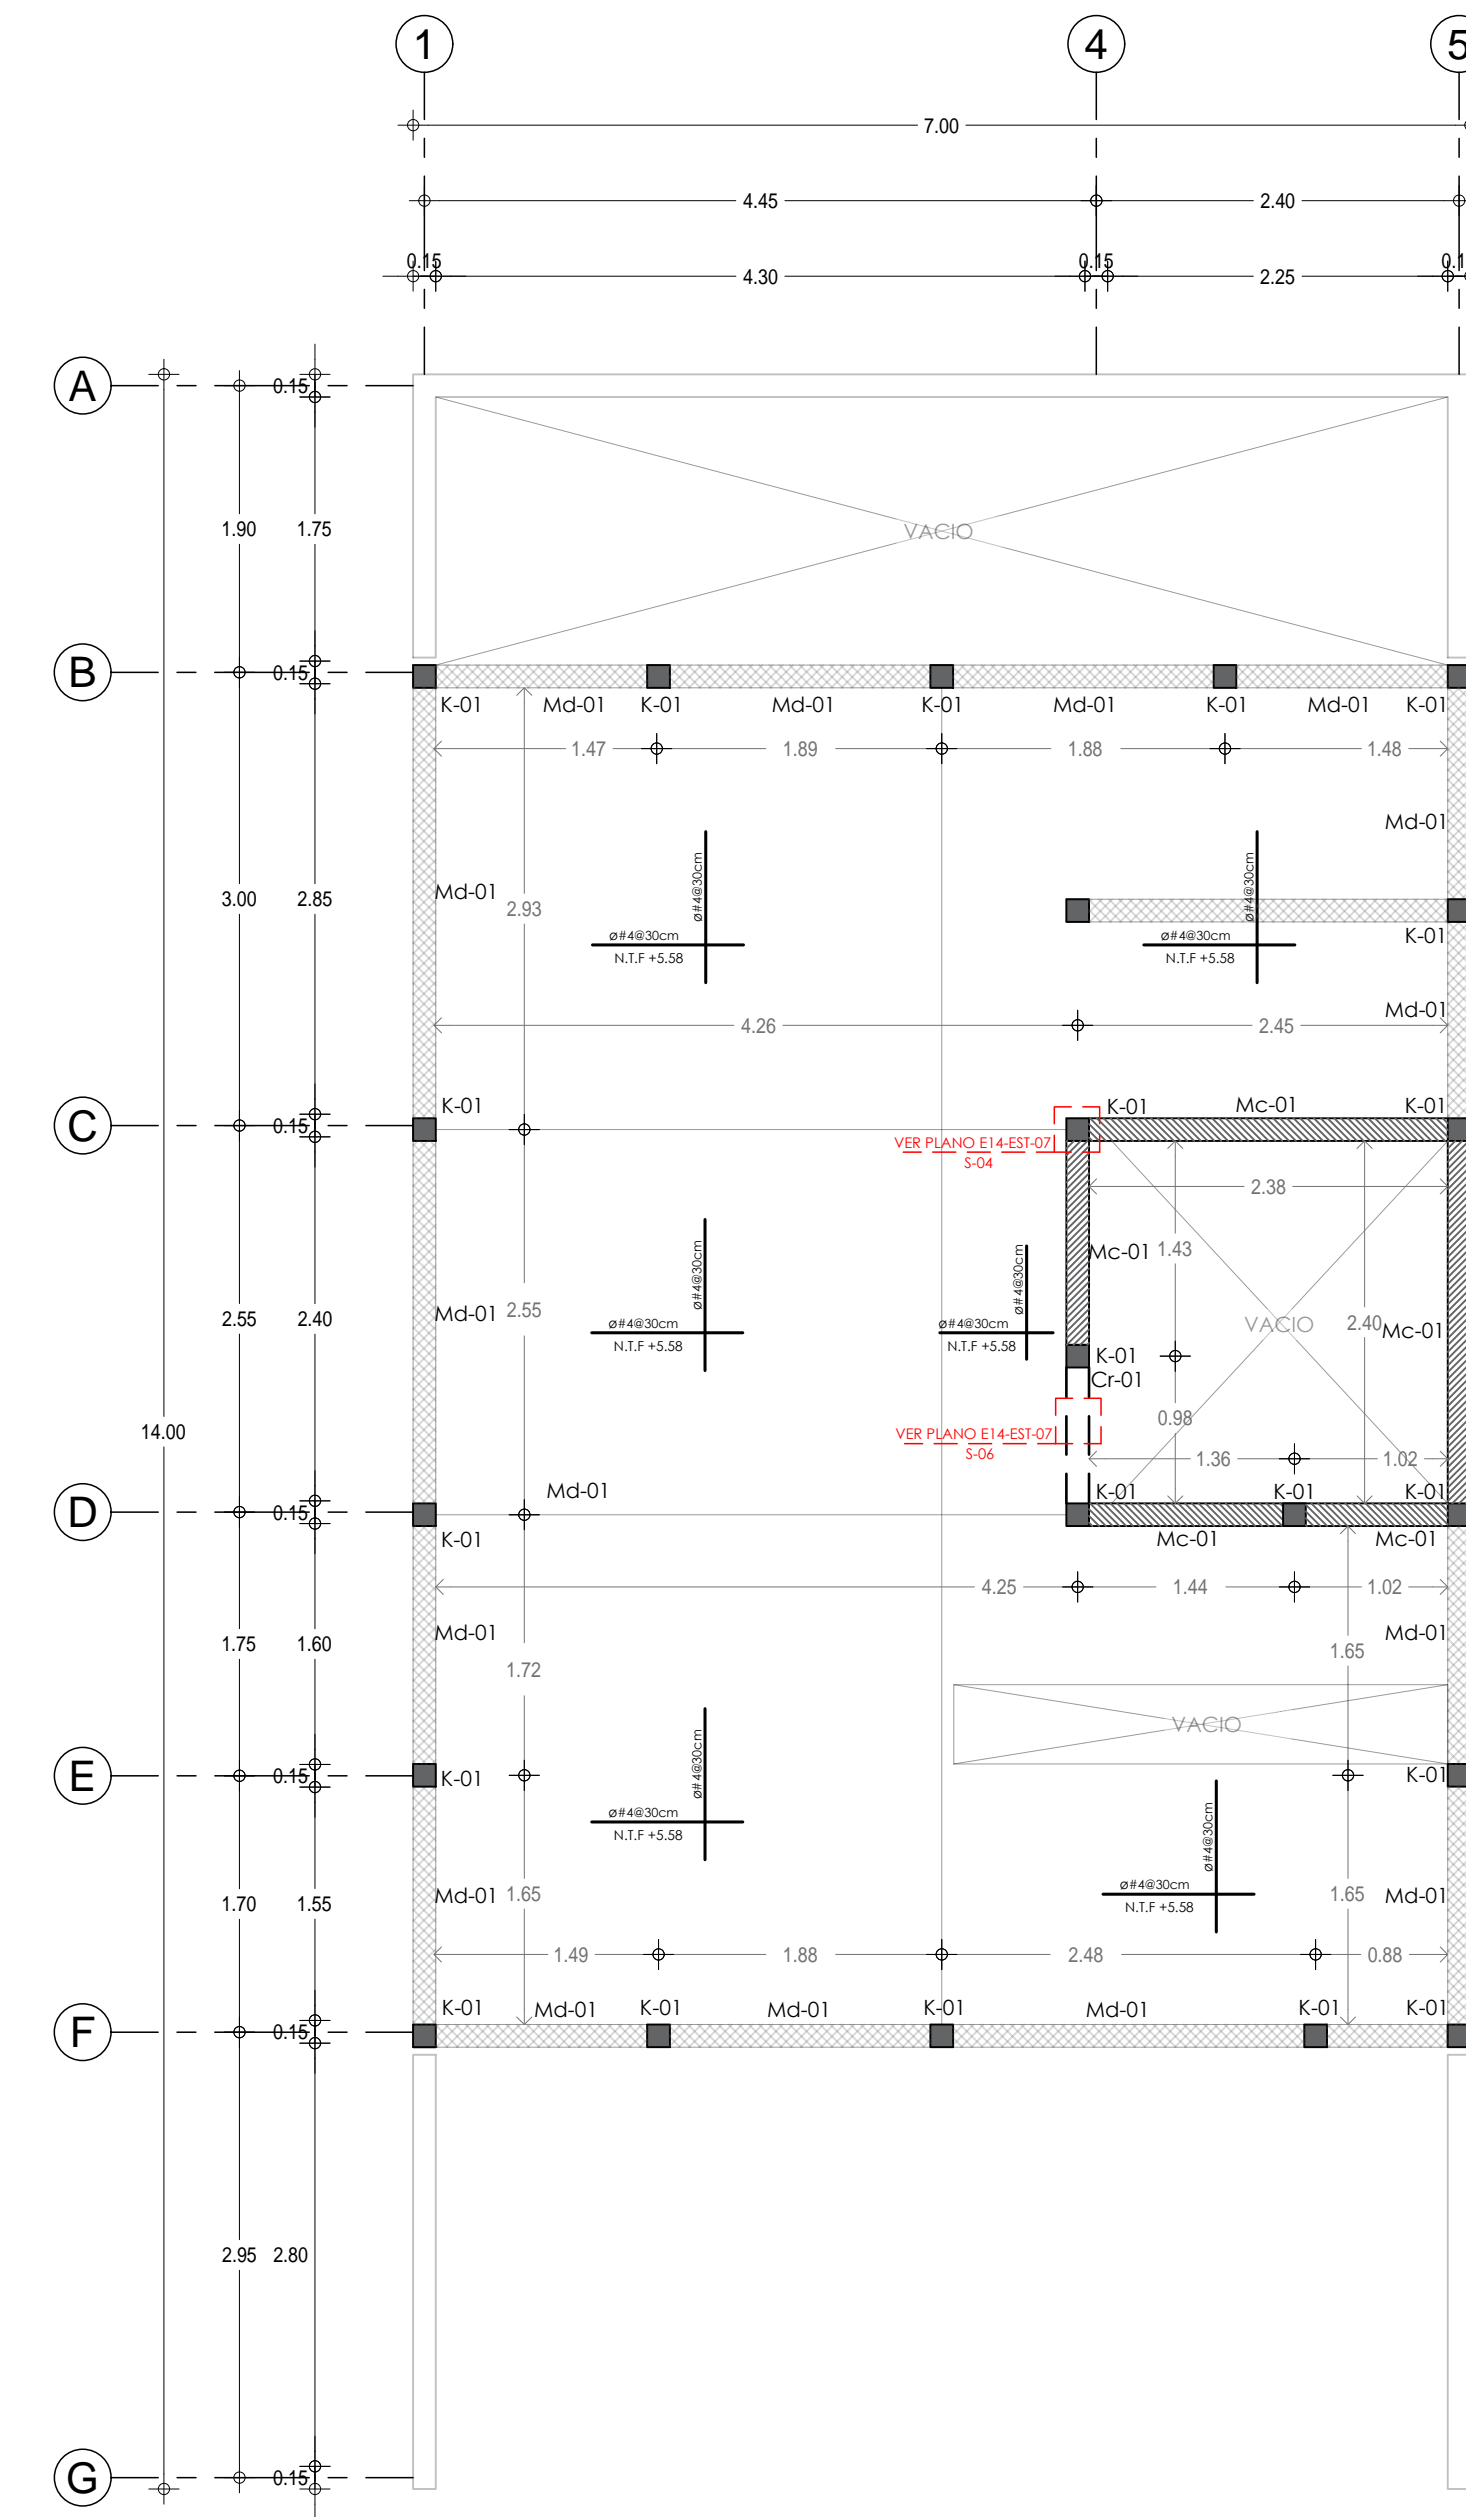 1 4 5
7.00
4.45 2.40
0.15 4.30 0.15 2.25 0.1
A 0.15
1.90 1.75
VACIO
B 0.15
K-01 Md-01 K-01 Md-01 K-01 Md-01 K-01 Md-01 K-01
1.47 1.89 1.88 1.48
Md-01
3.00 2.85 Md-01 2.93
ø#4@30cm
ø#4@30cm
N.T.F +5.58
ø#4@30cm
ø#4@30cm
N.T.F +5.58
K-01
4.26 2.45
Md-01
C 0.15
K-01 K-01 Mc-01 K-01
VER PLANO E14-EST-07
S-04
2.38
Mc-01 1.43
2.55 2.40 Md-01 2.55
ø#4@30cm
ø#4@30cm
N.T.F +5.58
ø#4@30cm
ø#4@30cm
N.T.F +5.58
VACIO 2.40 Mc-01
K-01
Cr-01
0.98
14.00
VER PLANO E14-EST-07
S-06
1.36 1.02
Md-01 K-01 K-01 K-01
D 0.15
K-01 Mc-01 Mc-01
4.25 1.44 1.02
1.75 1.60 Md-01 1.72 1.65 Md-01
VACIO
E 0.15 K-01 K-01
ø#4@30cm
ø#4@30cm
N.T.F +5.58
ø#4@30cm
ø#4@30cm
N.T.F +5.58
1.70 1.55 Md-01 1.65 1.65 Md-01
1.49 1.88 2.48 0.88
K-01 Md-01 K-01 Md-01 K-01 Md-01 K-01 K-01
F 0.15
2.95 2.80
G 0.15